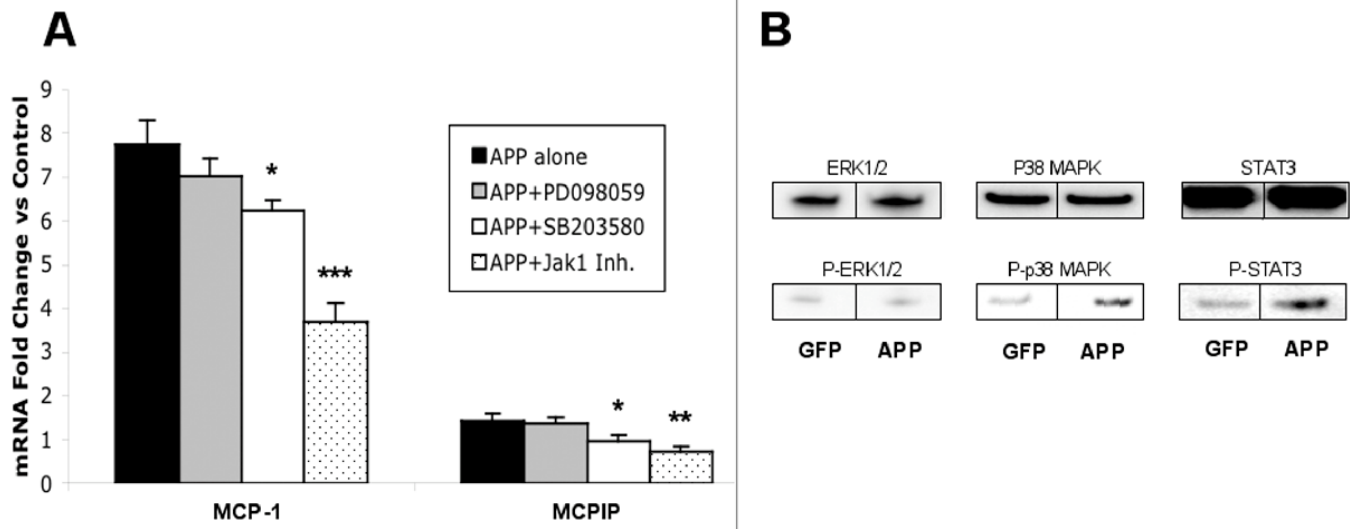 A
mRNA Fold Change vs Control
9
8
7
6
5
4
3
2
1
0
*
***
*
**
MCP-1
MCPIP
APP alone
APP+PD098059
APP+SB203580
APP+Jak1 Inh.
B
ERK1/2
P38 MAPK
STAT3
P-ERK1/2
P-p38 MAPK
P-STAT3
GFP APP
GFP APP
GFP APP